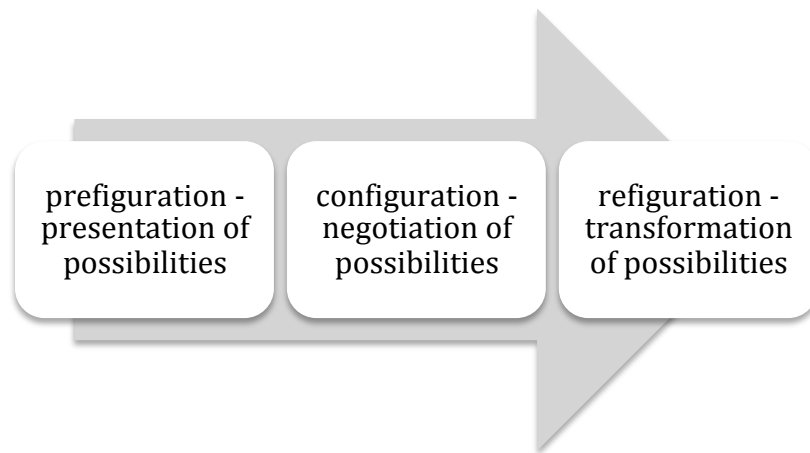 prefiguration -
presentation of
possibilities
configuration -
negotiation of
possibilities
refiguration -
transformation
of possibilities